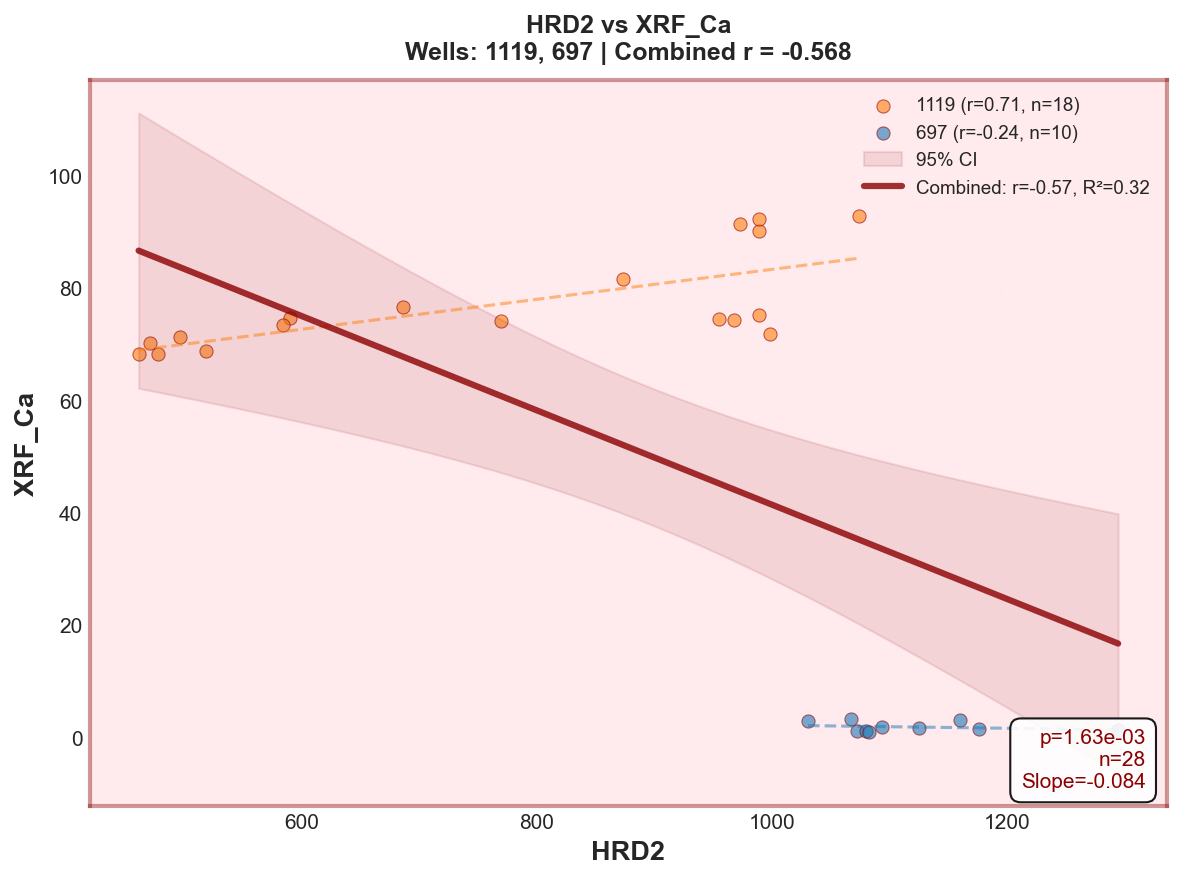 HRD2 vs XRF_Ca
Wells: 1119, 697 | Combined r = -0.568
1119 (r=0.71, n=18)
697 (r=-0.24, n=10)
95% CI
Combined: r=-0.57, R²=0.32
XRF_Ca
100
80
60
40
20
0
p=1.63e-03
n=28
Slope=-0.084
600
800
1000
1200
HRD2